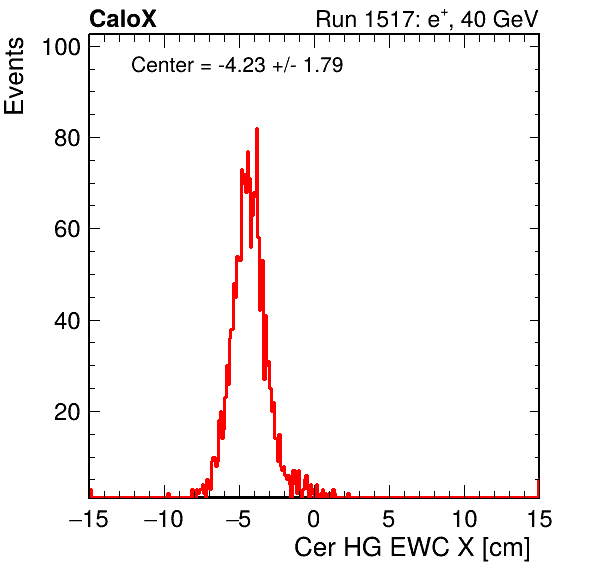 CaloX
Run 1517: e+, 40 GeV
Events
Center = -4.23 +/- 1.79
100
80
60
40
20
−15 −10 −5 0 5 10 15
Cer HG EWC X [cm]